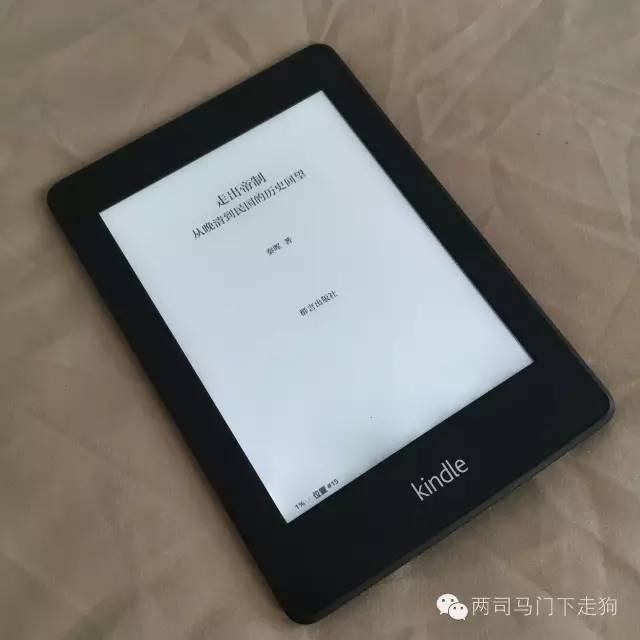 走出帝制
从晚清到民国的历史回望
秦晖 著
群言出版社
1% · 位置 #15
kindle
两司马门下走狗